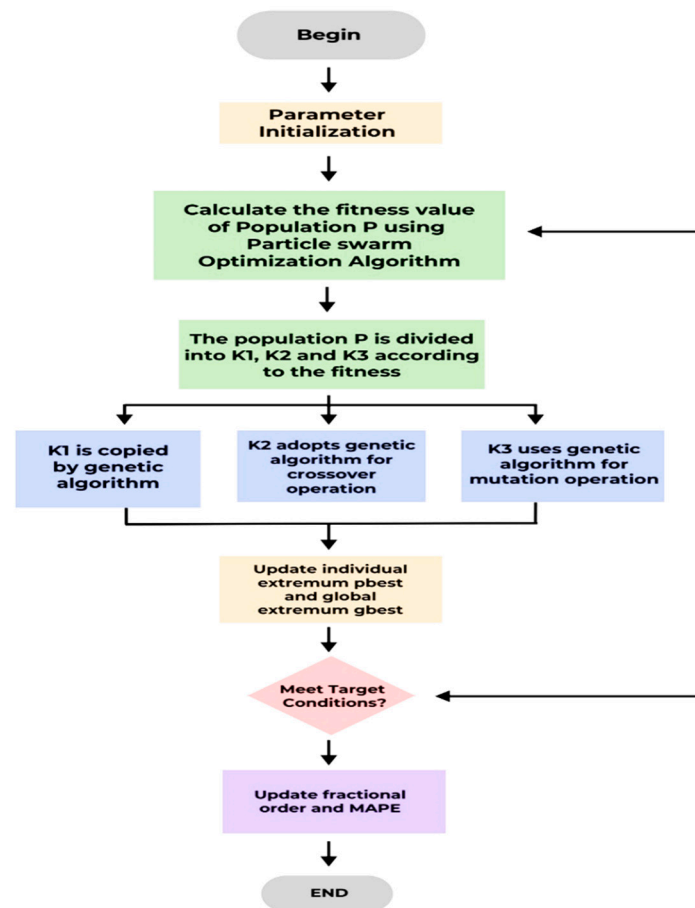 Begin
Parameter
Initialization
Calculate the fitness value
of Population P using
Particle swarm
Optimization Algorithm
The population P is divided
into K1, K2 and K3 according
to the fitness
K1 is copied
by genetic
algorithm
K2 adopts genetic
algorithm for
crossover
operation
K3 uses genetic
algorithm for
mutation operation
Update individual
extremum pbest
and global
extremum gbest
Meet Target
Conditions?
Update fractional
order and MAPE
END